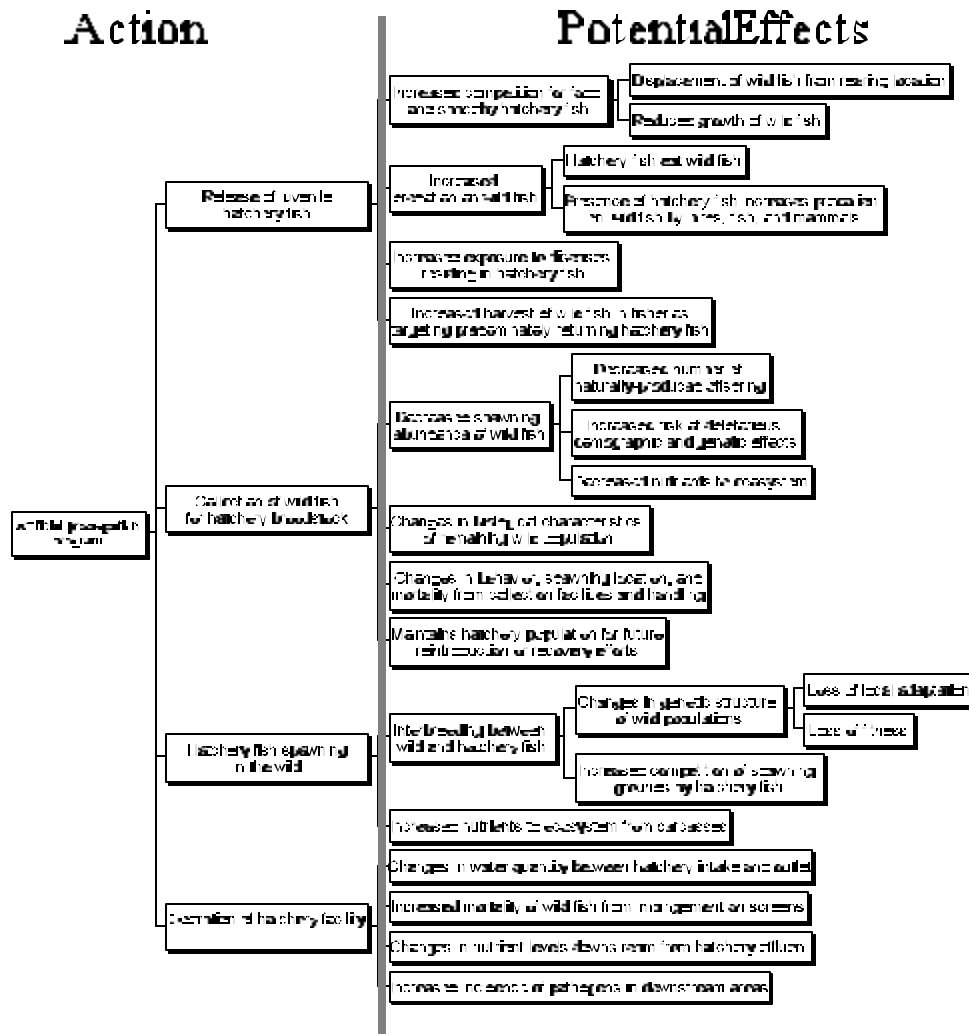 Action
Potential Effects
Increased competition for food
and space by hatchery fish
Displacement of wild fish from rearing location
Reduced growth of wild fish
Release of juvenile
hatchery fish
Increased
predation on wild fish
Hatchery fish eat wild fish
Presence of hatchery fish increases predation
on wild fish by birds, fish, and mammals
Increased exposure to diseases
residing in hatchery fish
Increased harvest of wild fish in fisheries
targeting predominately returning hatchery fish
Decreased spawning
abundance of wild fish
Decreased number of
naturally-produced offspring
Increased risk of deleterious
demographic and genetic effects
Decreased nutrients to ecosystem
Artificial propagation
program
Collection of wild fish
for hatchery broodstock
Changes in biological characteristics
of remaining wild population
Changes in behavior, spawning location, and
mortality from collection facilities and handling
Maintains hatchery population for future
reintroduction or recovery efforts
Hatchery fish spawning
in the wild
Interbreeding between
wild and hatchery fish
Changes in genetic structure
of wild populations
Loss of local adaptation
Loss of fitness
Increased competition of spawning
grounds by hatchery fish
Increased nutrients to ecosystem from carcasses
Operation of hatchery facility
Changes in water quantity between hatchery intake and outlet
Increased mortality of wild fish from impingement on screens
Changes in nutrient levels downstream from hatchery effluent
Increased incidence of pathogens in downstream areas